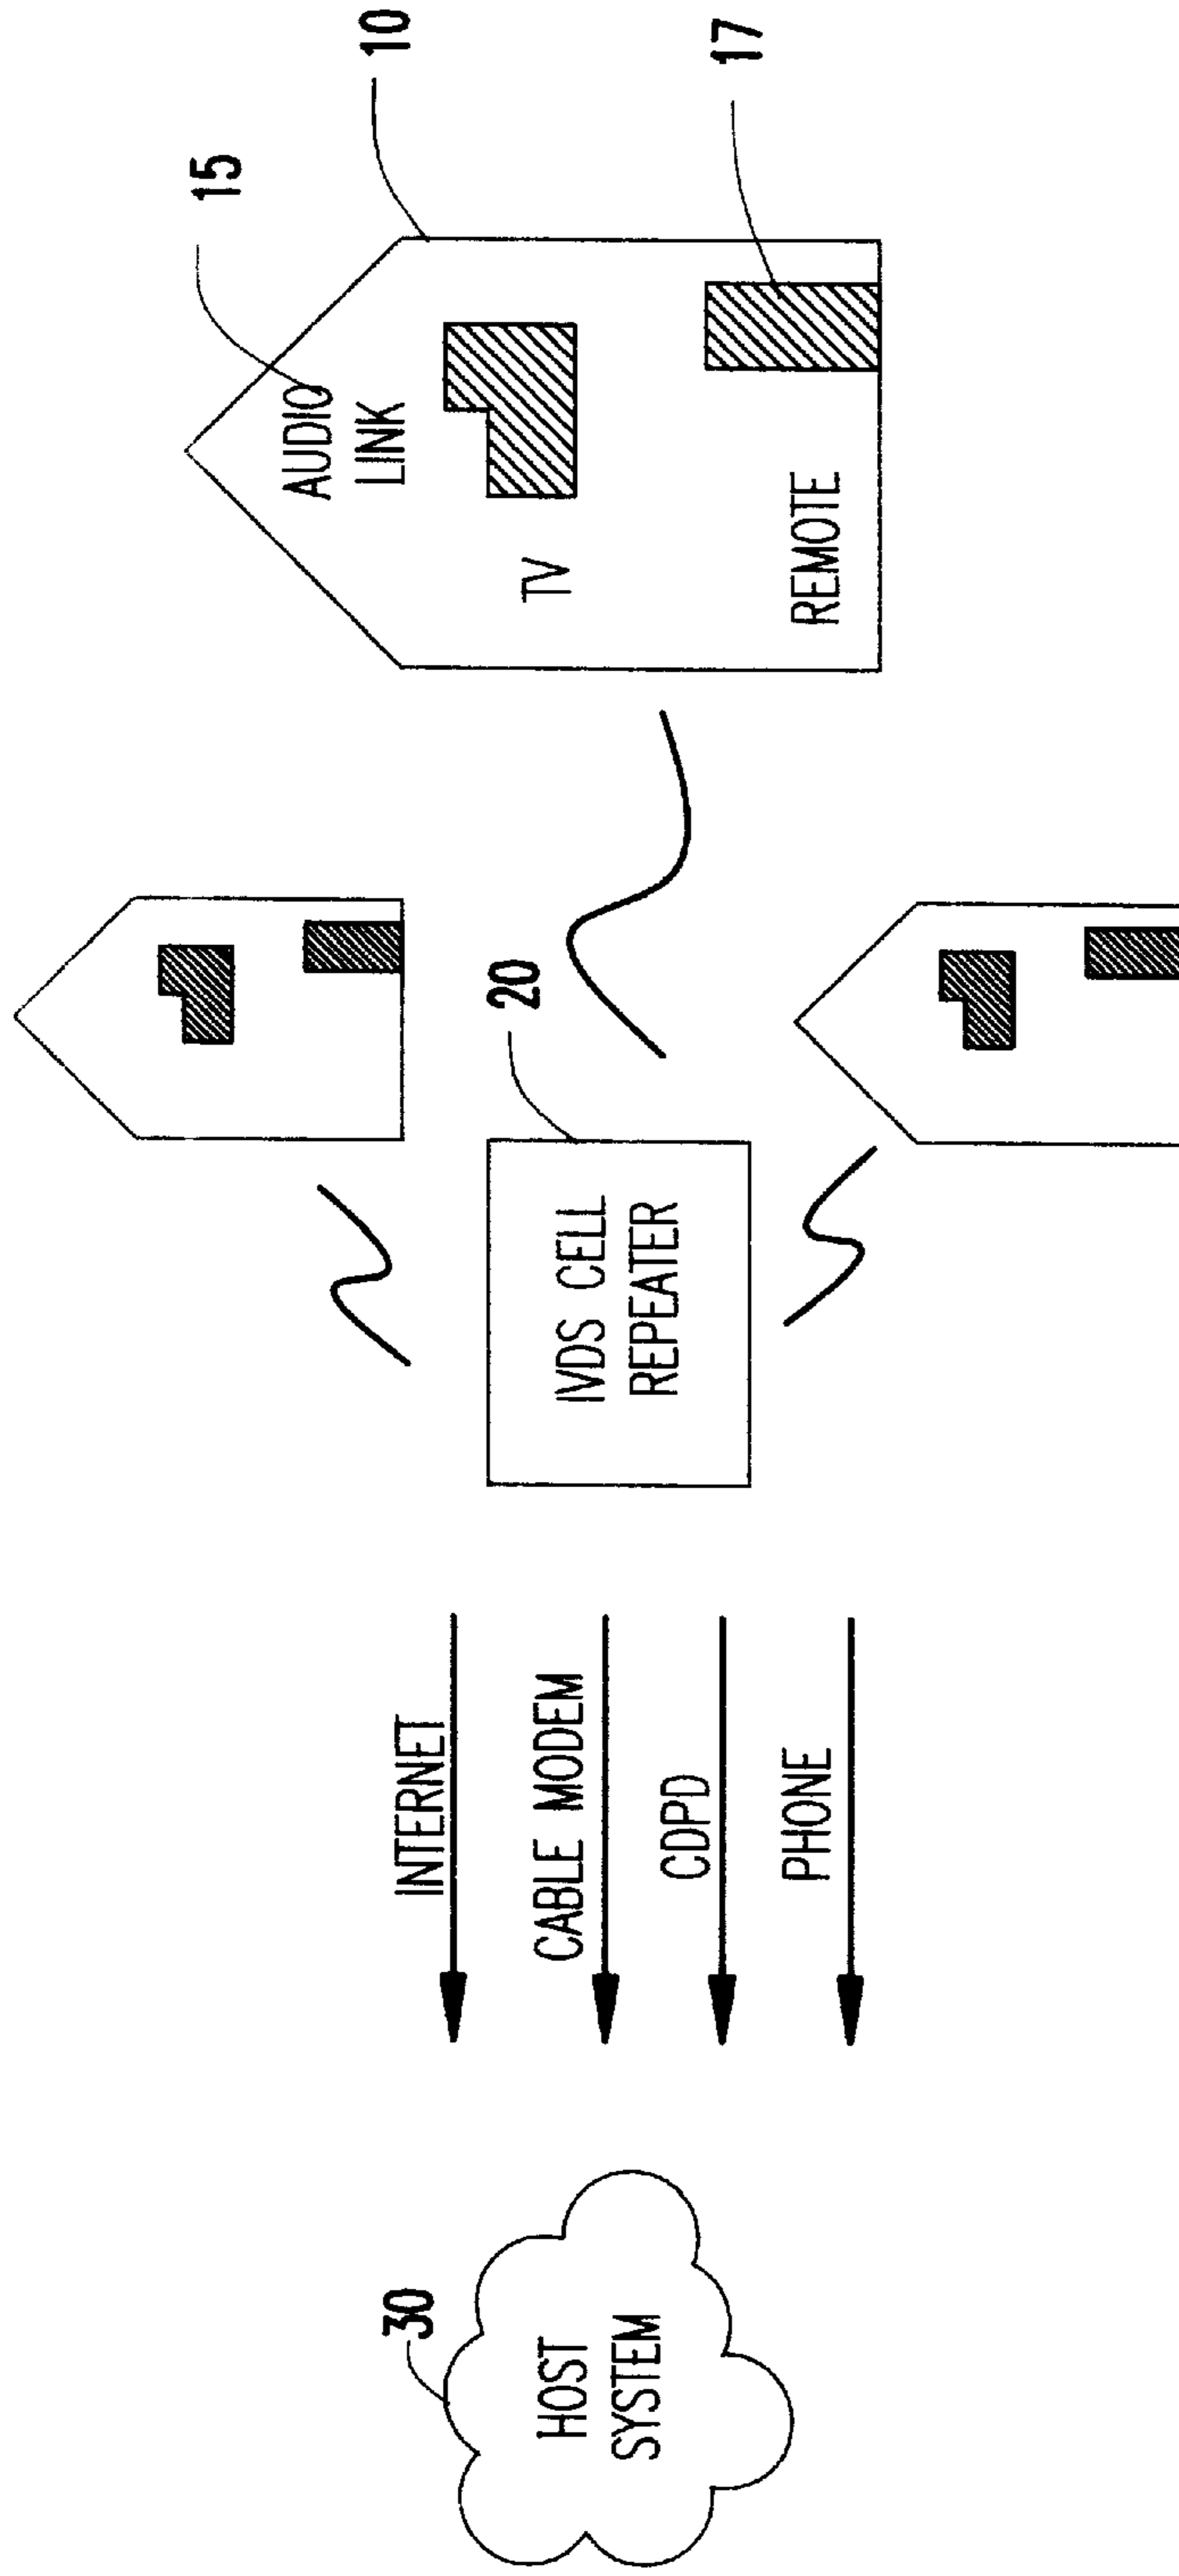 15
10
AUDIO
LINK
TV
REMOTE
17
20
IVDS CELL
REPEATER
INTERNET
CABLE MODEM
CDPD
PHONE
30
HOST
SYSTEM